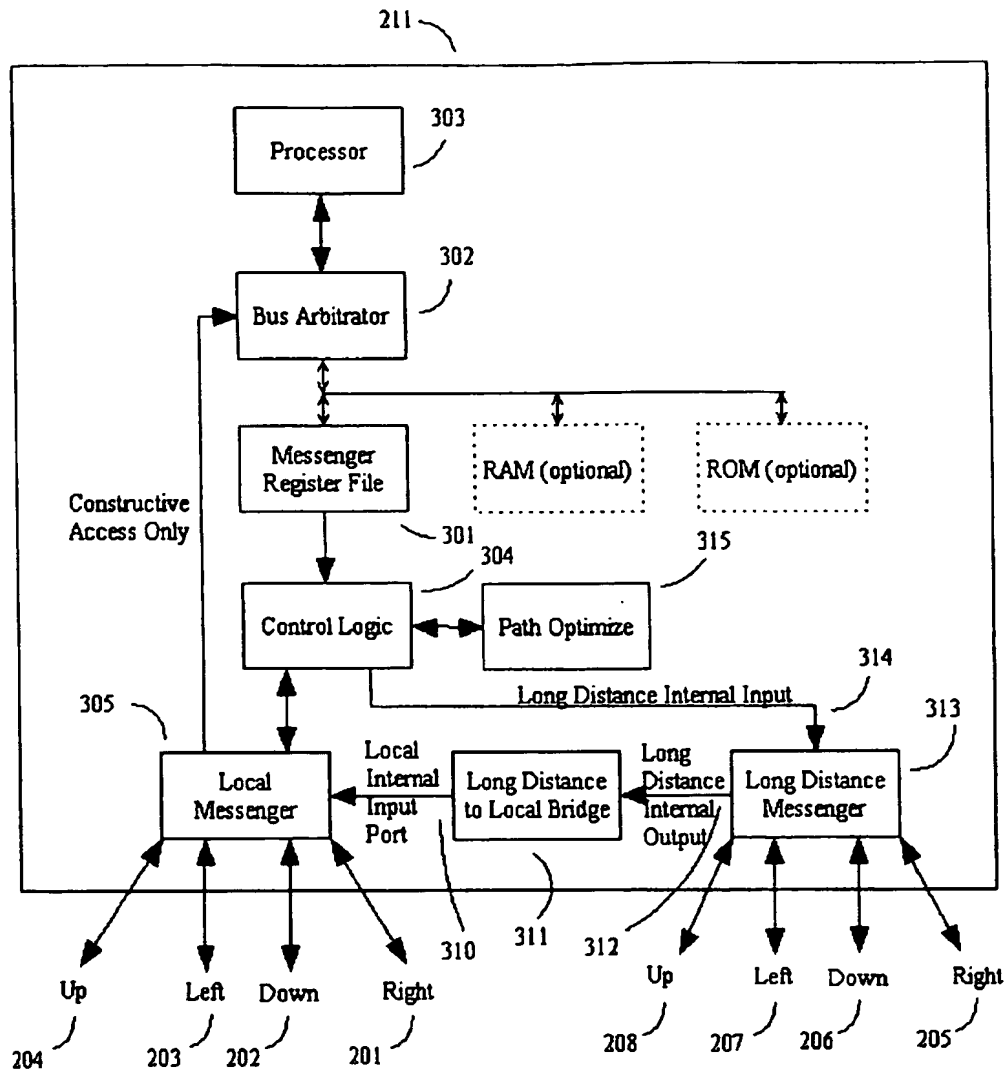 211
303
Processor
302
Bus Arbitrator
Messenger
Register File
RAM (optional)
ROM (optional)
Constructive
Access Only
301
304
315
Control Logic
Path Optimize
314
Long Distance Internal Input
305
313
Local
Messenger
Local
Internal
Input
Port
Long Distance
to Local Bridge
Long
Distance
Internal
Output
Long Distance
Messenger
310
311
312
Up
Left
Down
Right
Up
Left
Down
Right
204
203
202
201
208
207
206
205